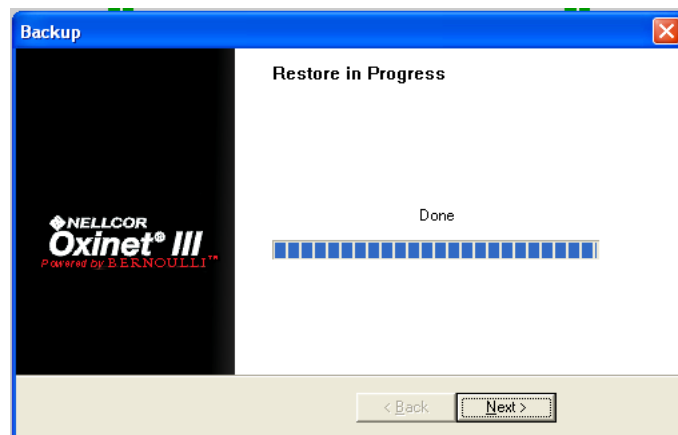 Backup
Restore in Progress
Done
NELLCOR
Oxinet® III
Powered by BERNOULLI™
< Back
Next >